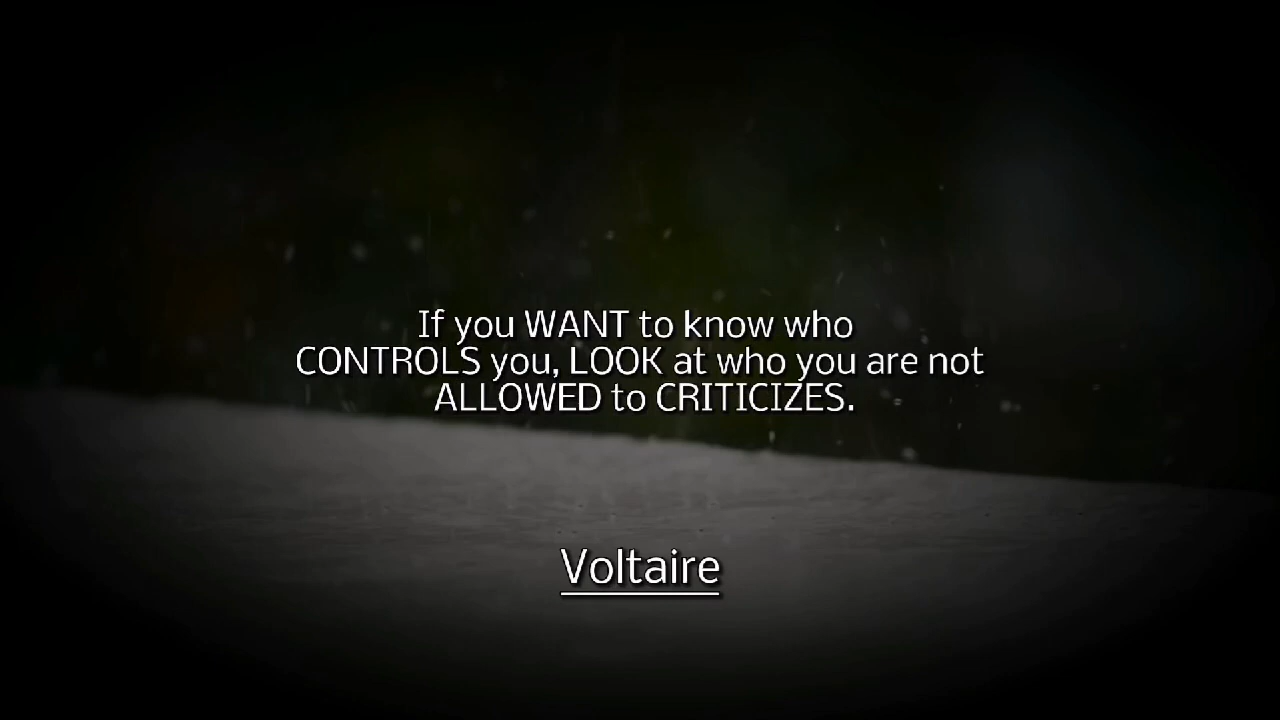 If you WANT to know who
CONTROLS you, LOOK at who you are not
ALLOWED to CRITICIZES.
Voltaire